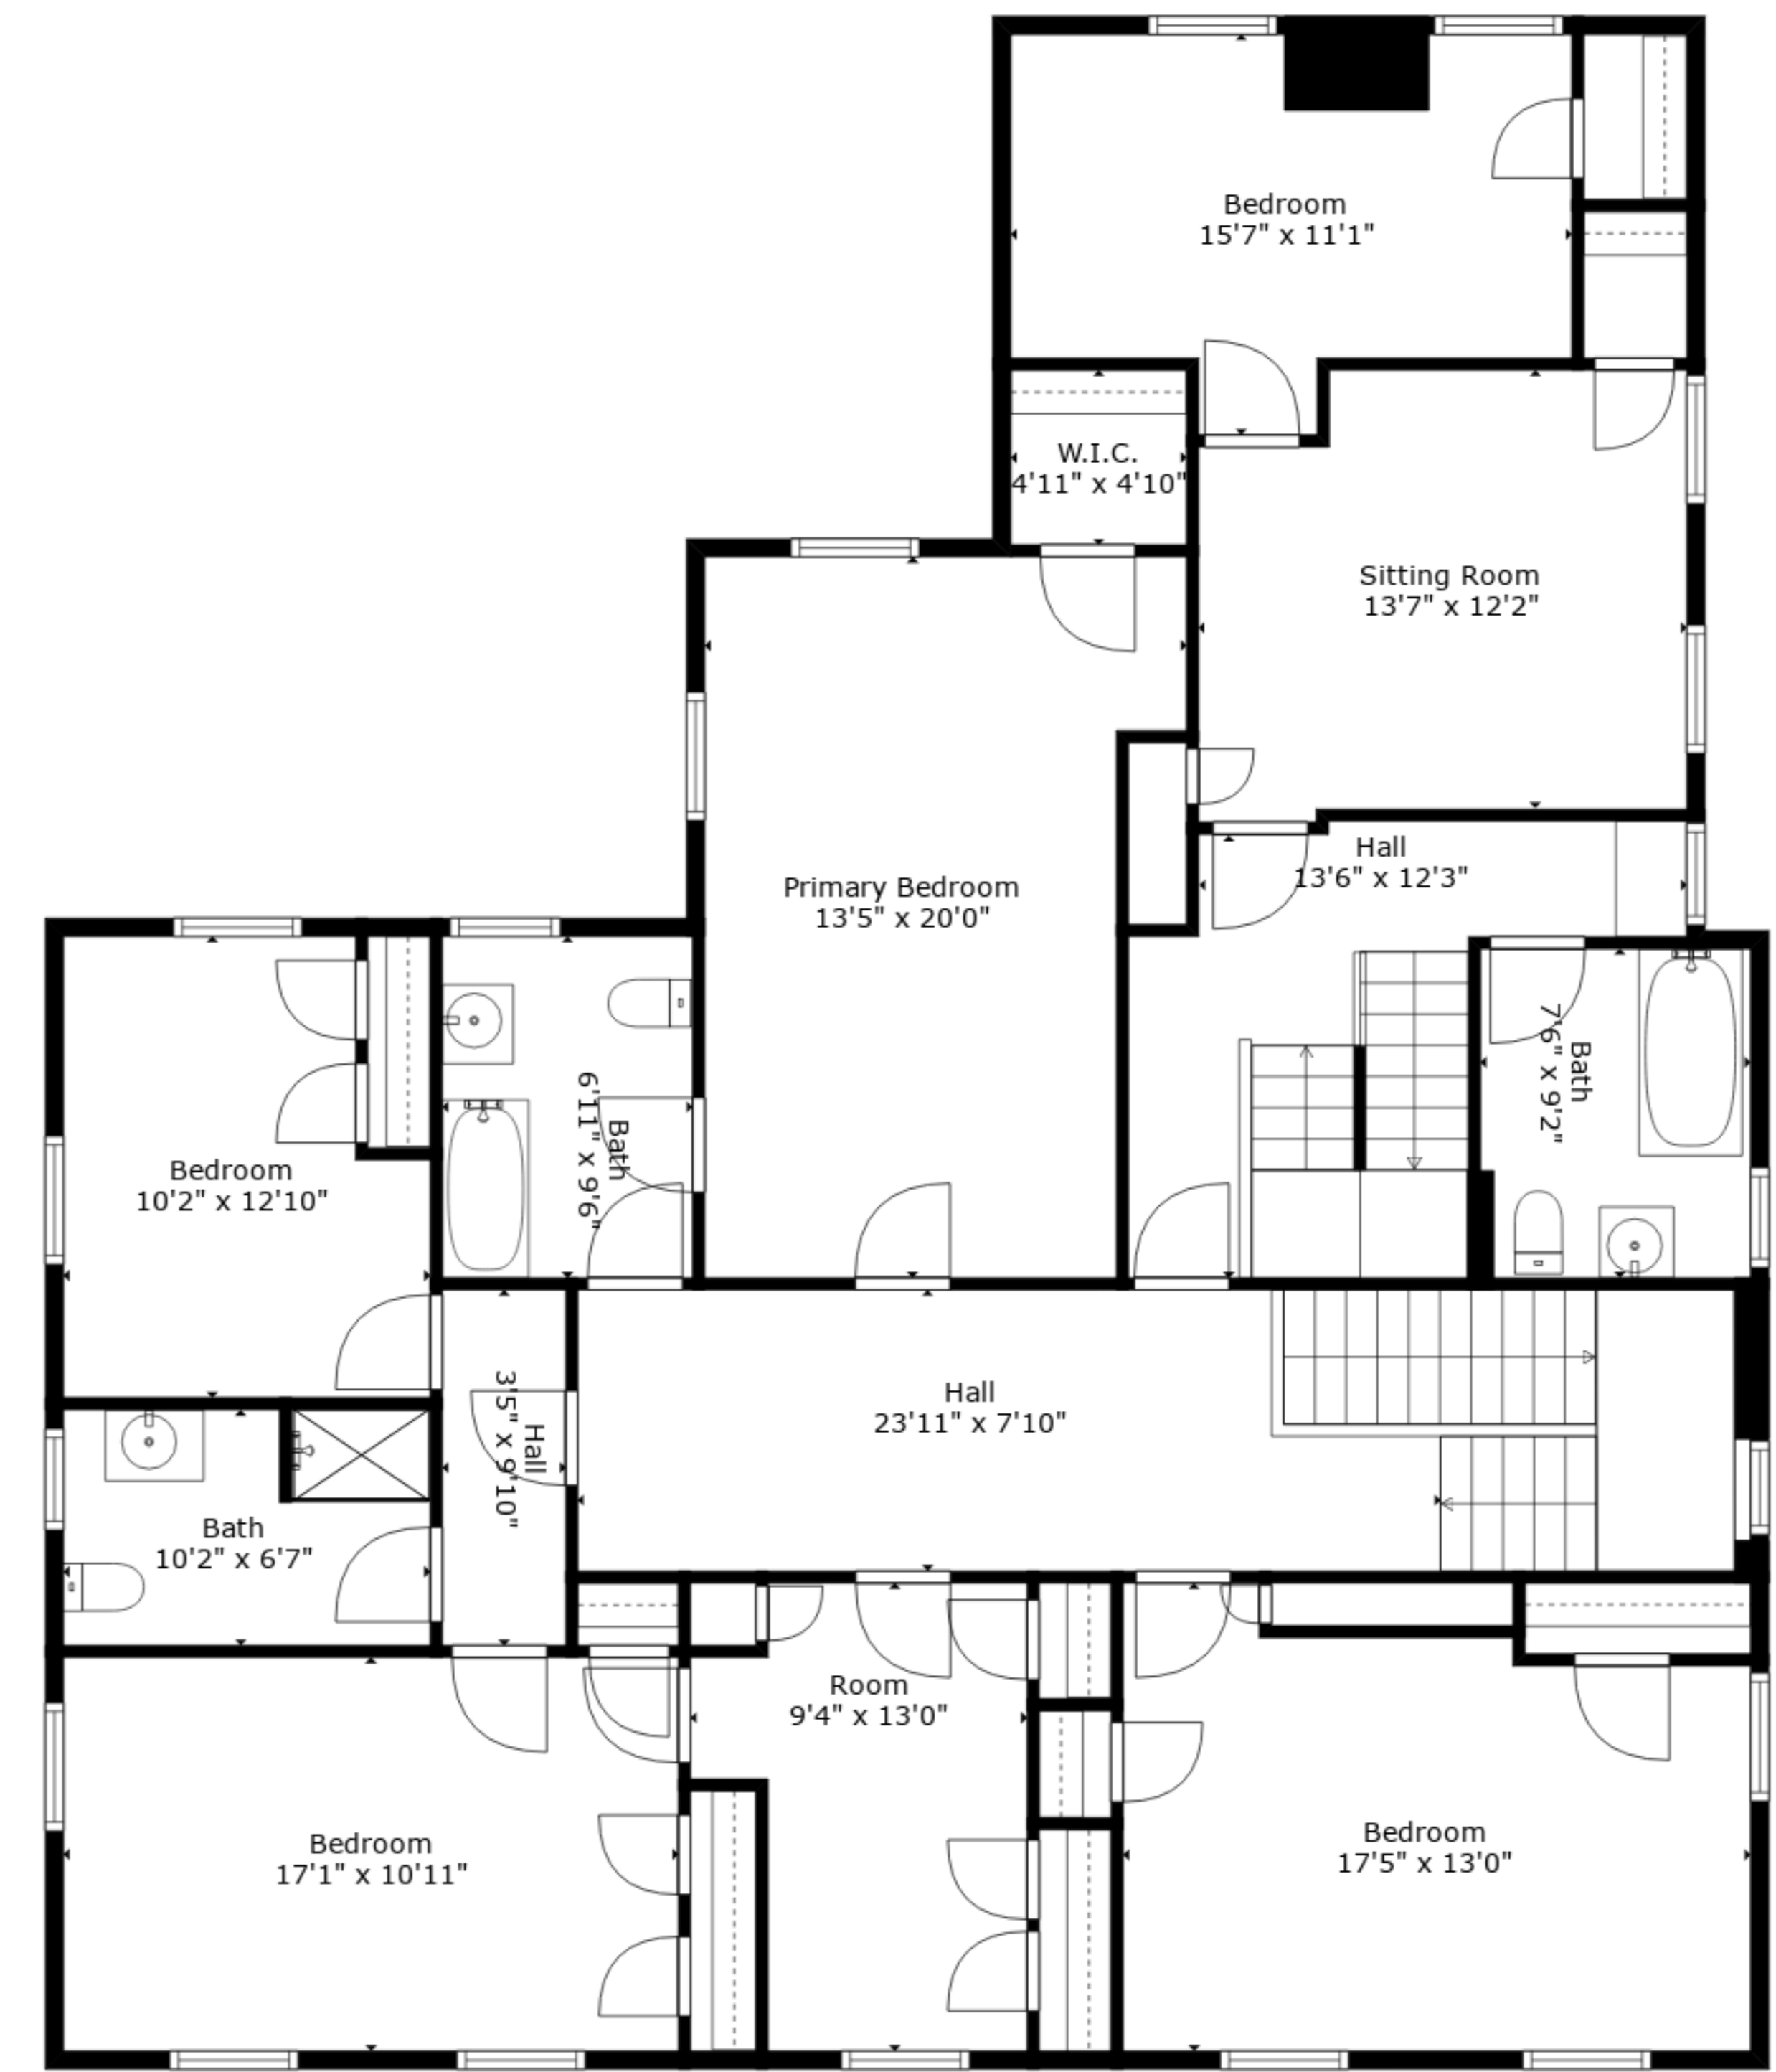 Bedroom
15'7" x 11'1"
W.I.C.
4'11" x 4'10"
Sitting Room
13'7" x 12'2"
Hall
13'6" x 12'3"
Primary Bedroom
13'5" x 20'0"
Bath
7'6" x 9'2"
Bath
6'11" x 9'6"
Bedroom
10'2" x 12'10"
Hall
3'5" x 9'10"
Hall
23'11" x 7'10"
Bath
10'2" x 6'7"
Room
9'4" x 13'0"
Bedroom
17'1" x 10'11"
Bedroom
17'5" x 13'0"